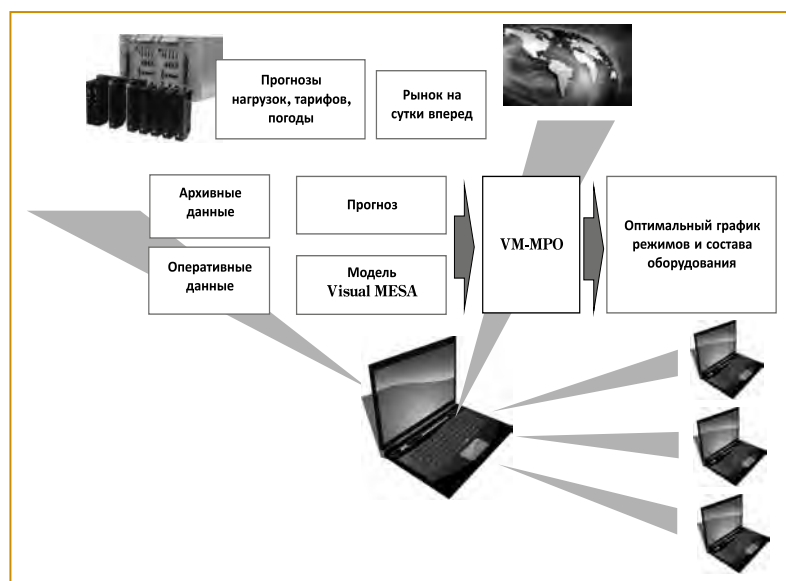 Прогнозы
нагрузок, тарифов,
погоды
Рынок на
сутки вперед
Архивные
данные
Прогноз
VM-MPO
Оптимальный график
режимов и состава
оборудования
Оперативные
данные
Модель
Visual MESA